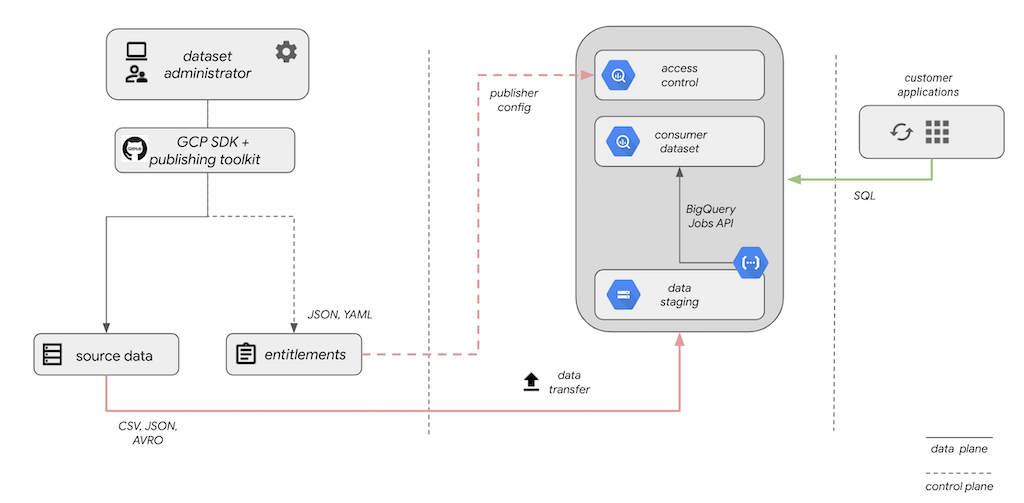 dataset
administrator
GCP SDK +
publishing toolkit
GitHub
JSON, YAML
source data
entitlements
CSV, JSON,
AVRO
publisher
config
data
transfer
access
control
consumer
dataset
BigQuery
Jobs API
data
staging
customer
applications
SQL
data plane
control plane